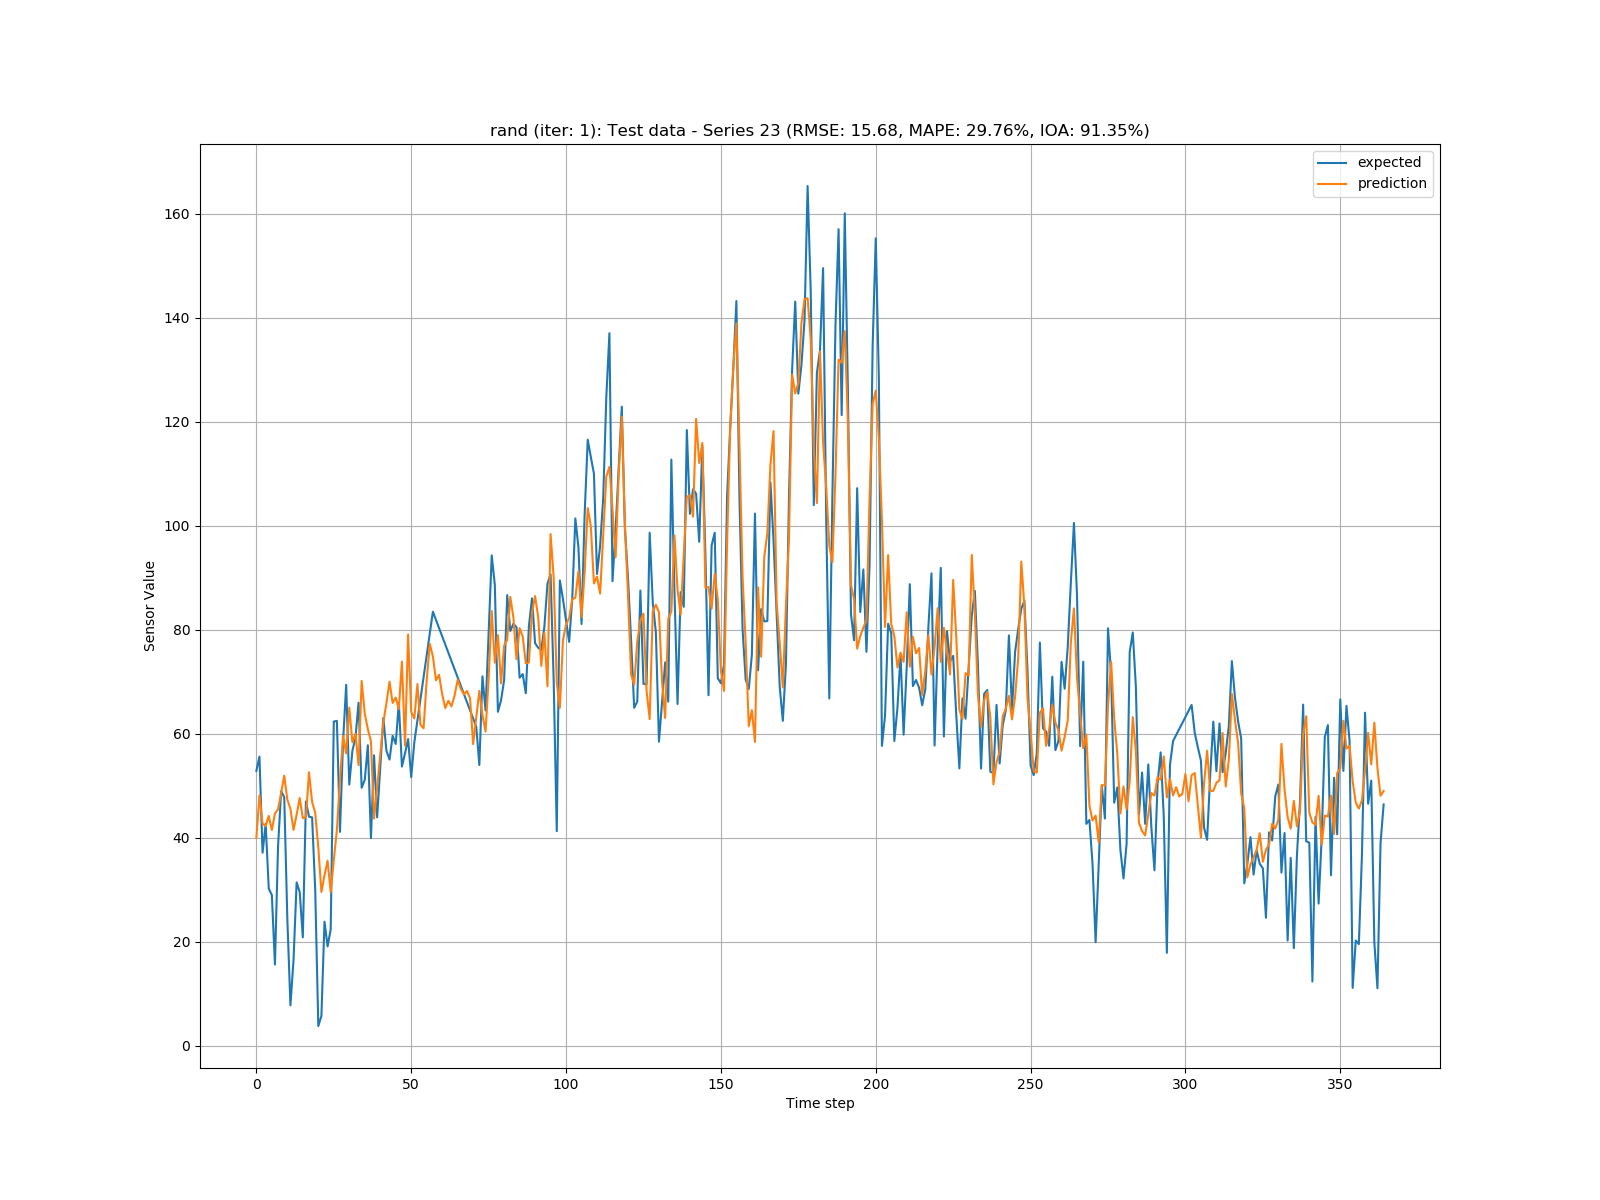 rand (iter: 1): Test data - Series 23 (RMSE: 15.68, MAPE: 29.76%, IOA: 91.35%)
expected
prediction
160
140
120
100
80
60
40
20
0
Sensor Value
0 50 100 150 200 250 300 350
Time step